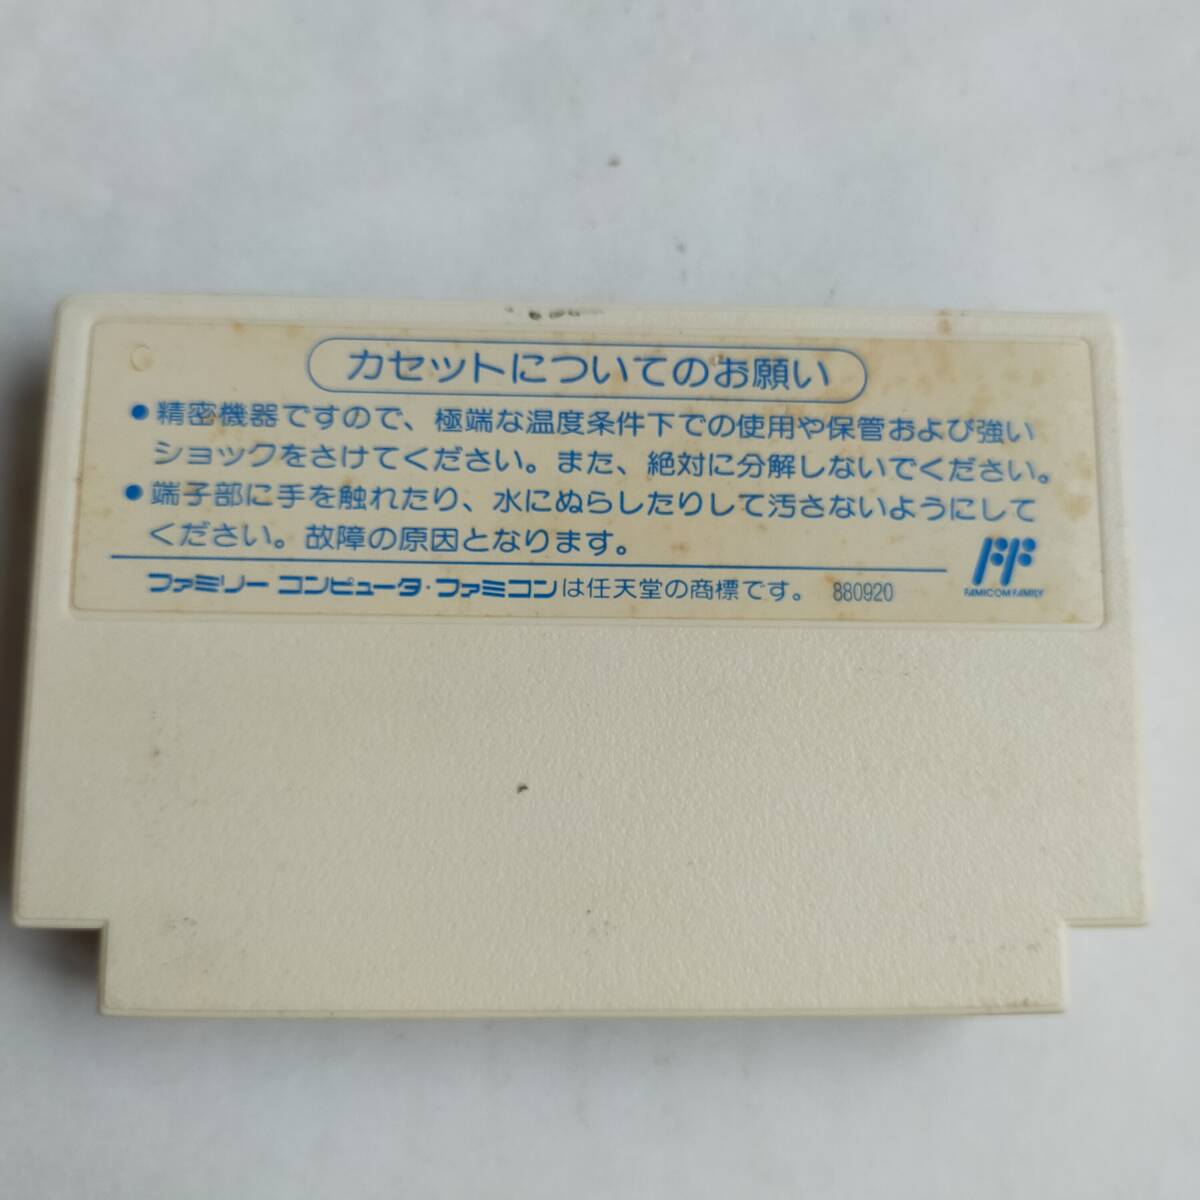 カセットについてのお願い
●精密機器ですので、極端な温度条件下での使用や保管および強い
ショックをさけてください。また、絶対に分解しないでください。
●端子部に手を触れたり、水にぬらしたりして汚さないようにして
ください。故障の原因となります。
ファミリー コンピュータ・ファミコンは任天堂の商標です。 880920
FF
FAMICOM FAMILY